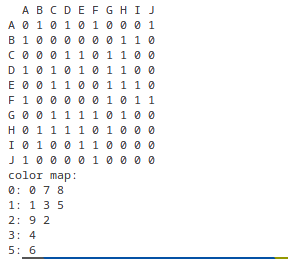 A B C D E F G H I J
A 0 1 0 1 0 1 0 0 0 1
B 1 0 0 0 0 0 0 1 1 0
C 0 0 0 1 1 0 1 1 0 0
D 1 0 1 0 1 0 1 1 0 0
E 0 0 1 1 0 0 1 1 1 0
F 1 0 0 0 0 0 1 0 1 1
G 0 0 1 1 1 1 0 1 0 0
H 0 1 1 1 1 0 1 0 0 0
I 0 1 0 0 1 1 0 0 0 0
J 1 0 0 0 0 1 0 0 0 0
color map:
0: 0 7 8
1: 1 3 5
2: 9 2
3: 4
5: 6